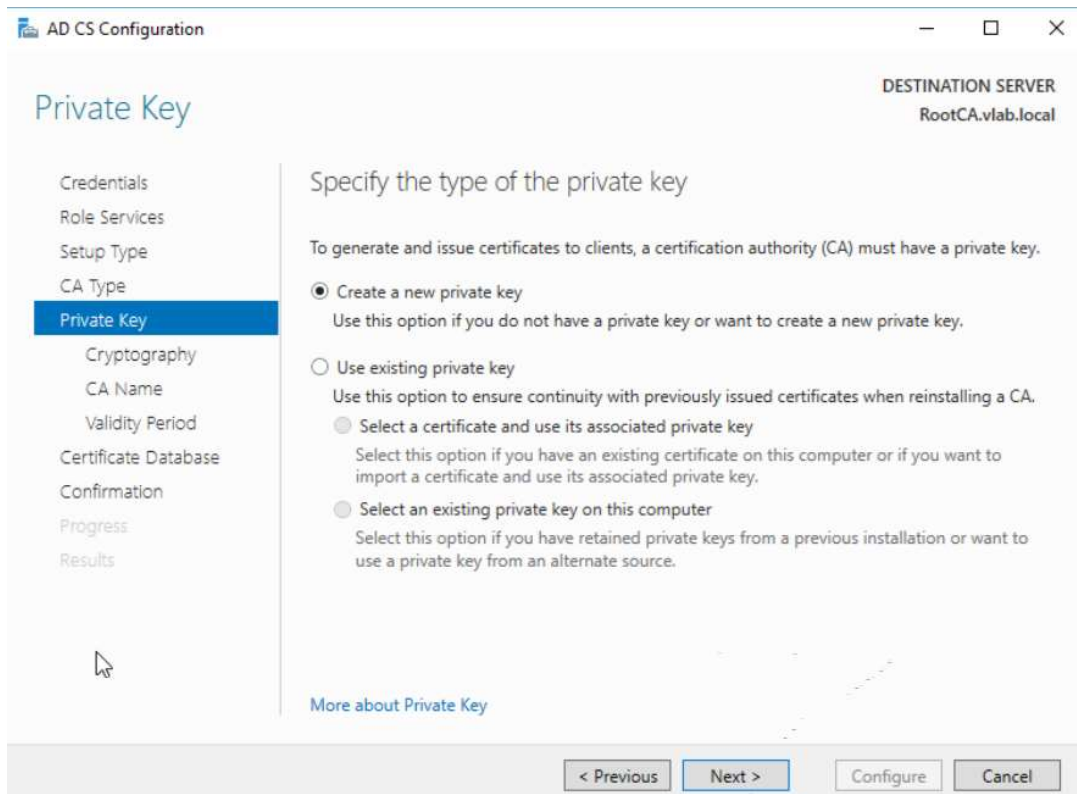 AD CS Configuration
DESTINATION SERVER
RootCA.vlab.local
Private Key
Credentials
Role Services
Setup Type
CA Type
Private Key
Cryptography
CA Name
Validity Period
Certificate Database
Confirmation
Progress
Results
Specify the type of the private key
To generate and issue certificates to clients, a certification authority (CA) must have a private key.
Create a new private key
Use this option if you do not have a private key or want to create a new private key.
Use existing private key
Use this option to ensure continuity with previously issued certificates when reinstalling a CA.
Select a certificate and use its associated private key
Select this option if you have an existing certificate on this computer or if you want to
import a certificate and use its associated private key.
Select an existing private key on this computer
Select this option if you have retained private keys from a previous installation or want to
use a private key from an alternate source.
More about Private Key
< Previous
Next >
Configure
Cancel